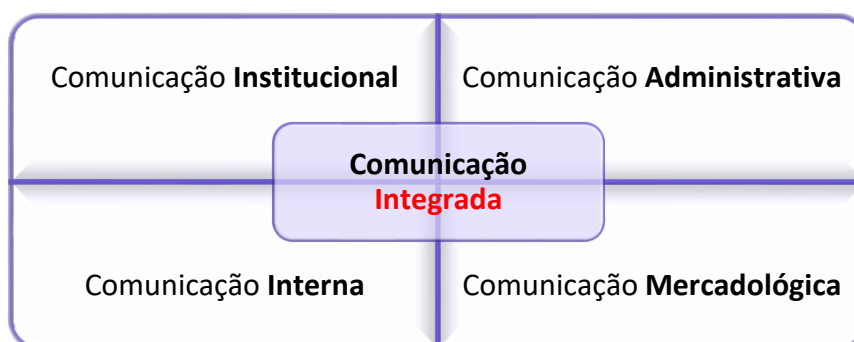 Comunicação Institucional
Comunicação Administrativa
Comunicação
Integrada
Comunicação Interna
Comunicação Mercadológica